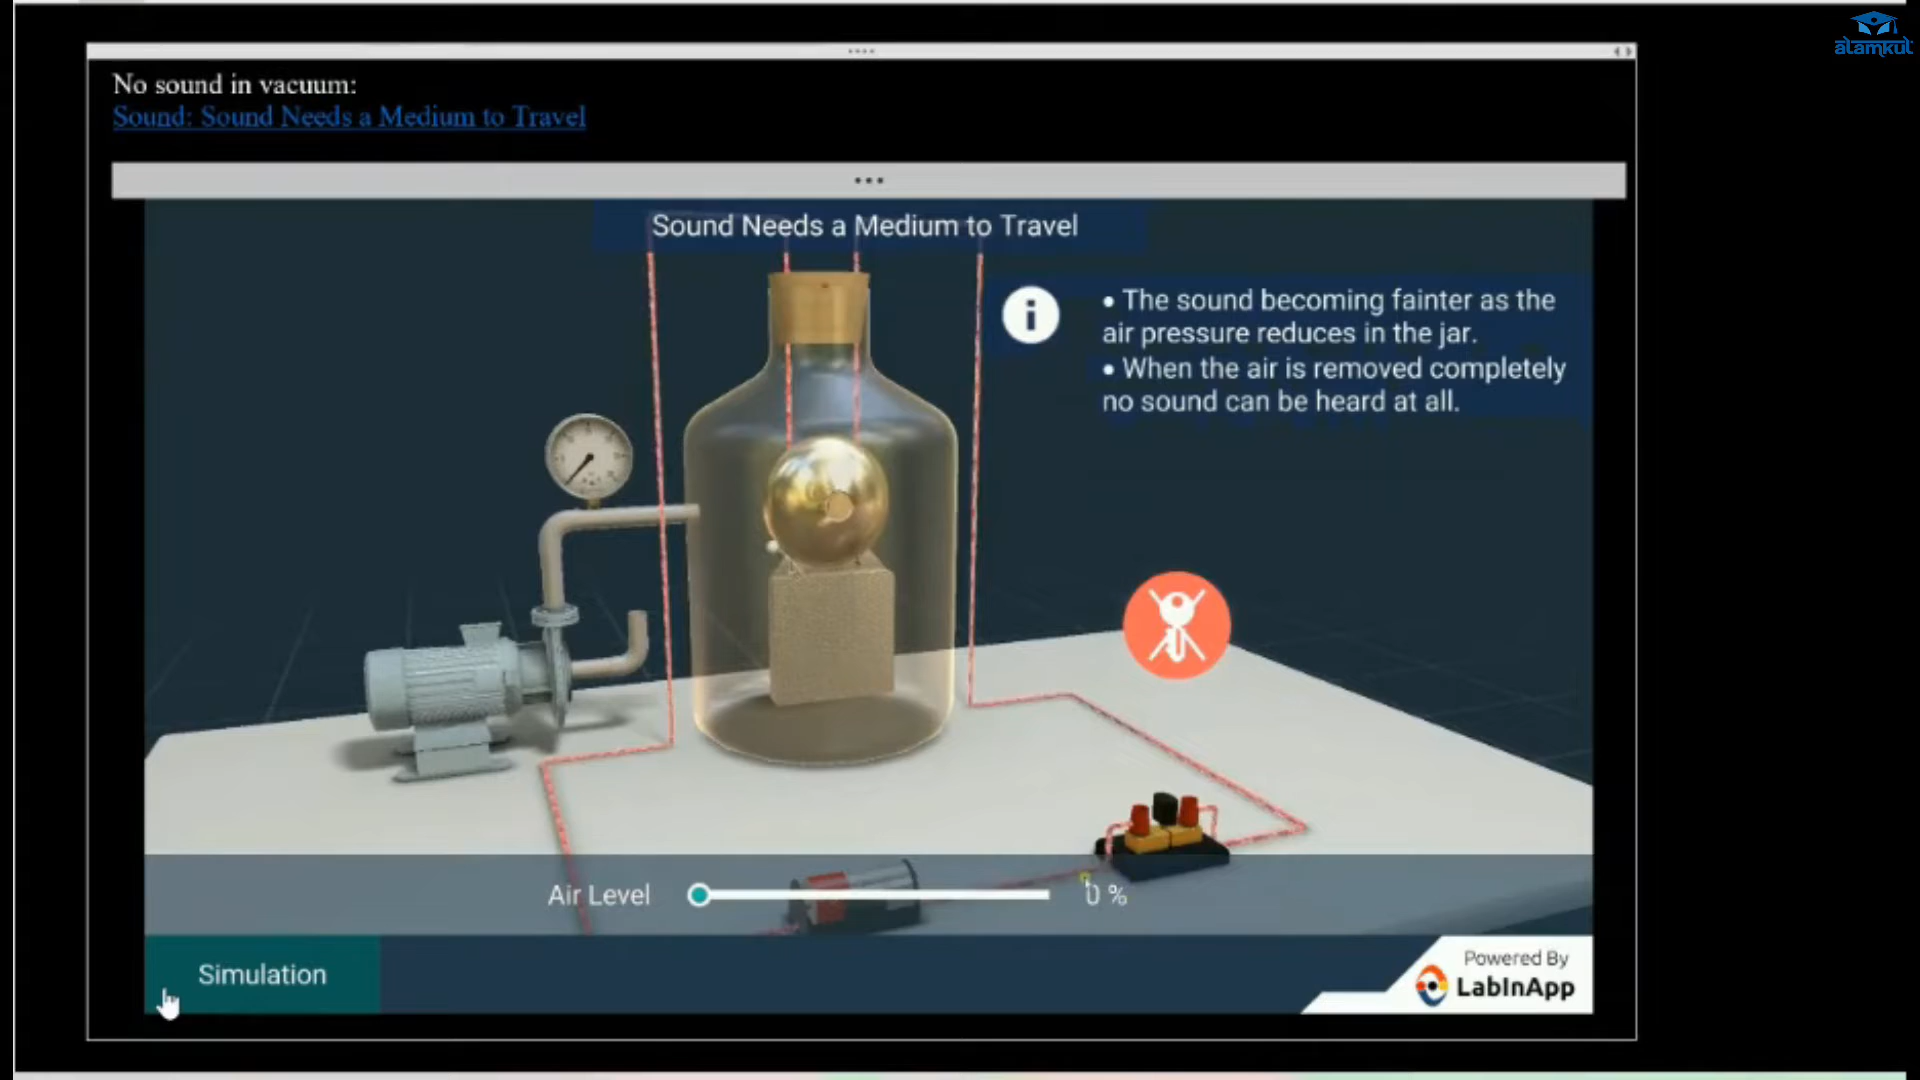 alamkul
No sound in vacuum:
Sound: Sound Needs a Medium to Travel
Sound Needs a Medium to Travel
• The sound becoming fainter as the
air pressure reduces in the jar.
• When the air is removed completely
no sound can be heard at all.
Air Level
0 %
Simulation
Powered By
LabInApp